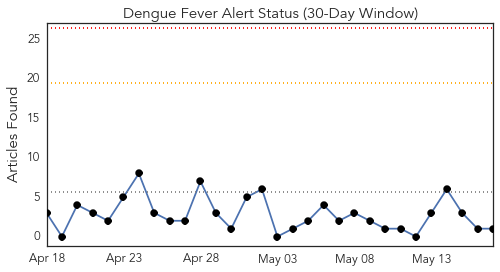 Dengue Fever Alert Status (30-Day Window)
Articles Found
25
20
15
10
5
0
Apr 18 Apr 23 Apr 28 May 03 May 08 May 13